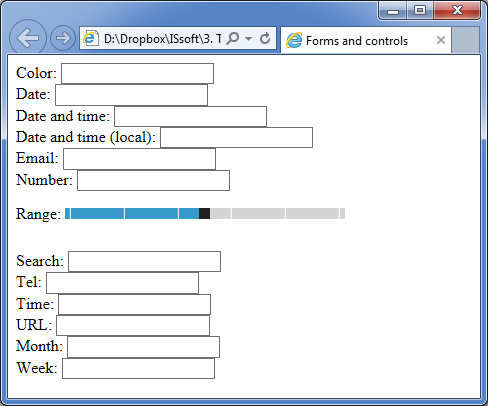 D:\Dropbox\ISsoft\3. T
Forms and controls
Color:
Date:
Date and time:
Date and time (local):
Email:
Number:
Range:
Search:
Tel:
Time:
URL:
Month:
Week: